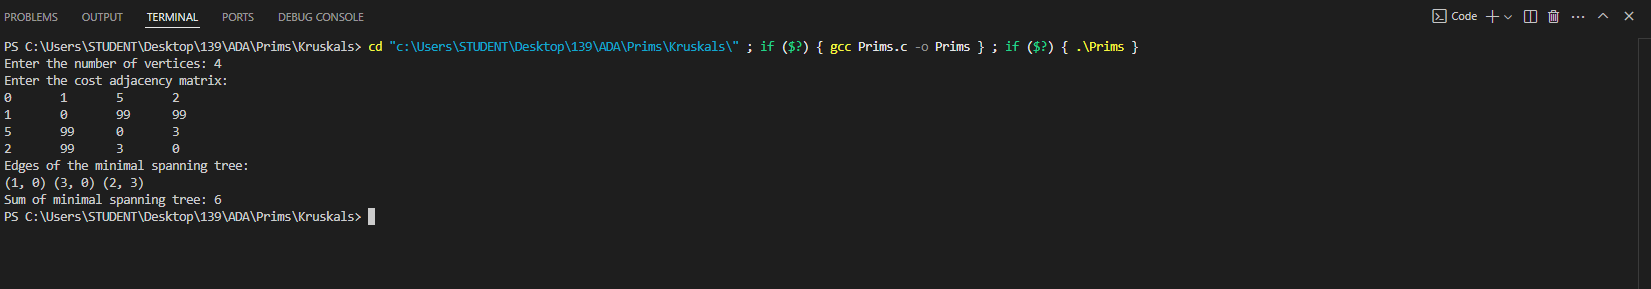 PROBLEMS OUTPUT TERMINAL PORTS DEBUG CONSOLE Code
PS C:\Users\STUDENT\Desktop\139\ADA\Prims\Kruskals> cd "c:\Users\STUDENT\Desktop\139\ADA\Prims\Kruskals\" ; if ($?) { gcc Prims.c -o Prims } ; if ($?) { .\Prims }
Enter the number of vertices: 4
Enter the cost adjacency matrix:
0 1 5 2
1 0 99 99
5 99 0 3
2 99 3 0
Edges of the minimal spanning tree:
(1, 0) (3, 0) (2, 3)
Sum of minimal spanning tree: 6
PS C:\Users\STUDENT\Desktop\139\ADA\Prims\Kruskals>